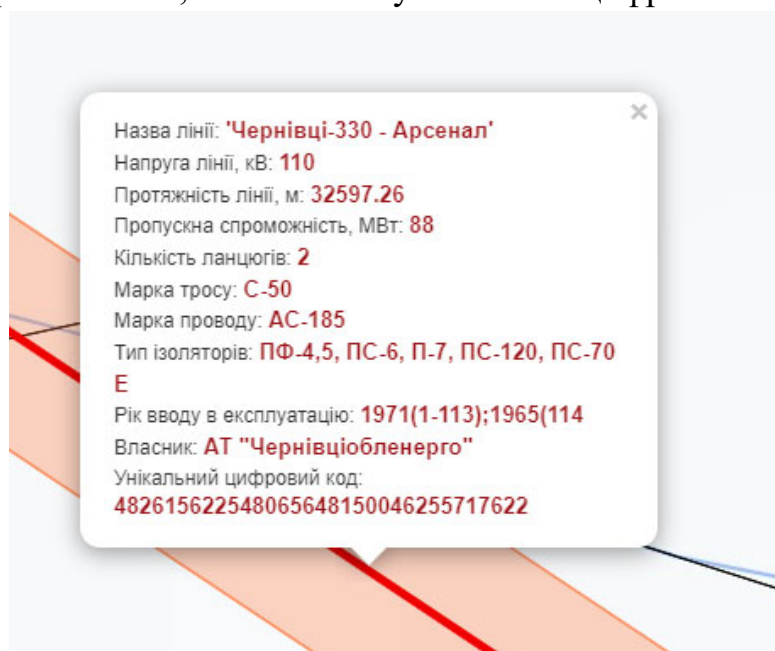 Назва лінії: 'Чернівці-330 - Арсенал'
Напруга лінії, кВ: 110
Протяжність лінії, м: 32597.26
Пропускна спроможність, МВт: 88
Кількість ланцюгів: 2
Марка тросу: С-50
Марка проводу: АС-185
Тип ізоляторів: ПФ-4,5, ПС-6, П-7, ПС-120, ПС-70
Е
Рік вводу в експлуатацію: 1971(1-113);1965(114
Власник: АТ "Чернівціобленерго"
Унікальний цифровий код:
482615622548065648150046255717622